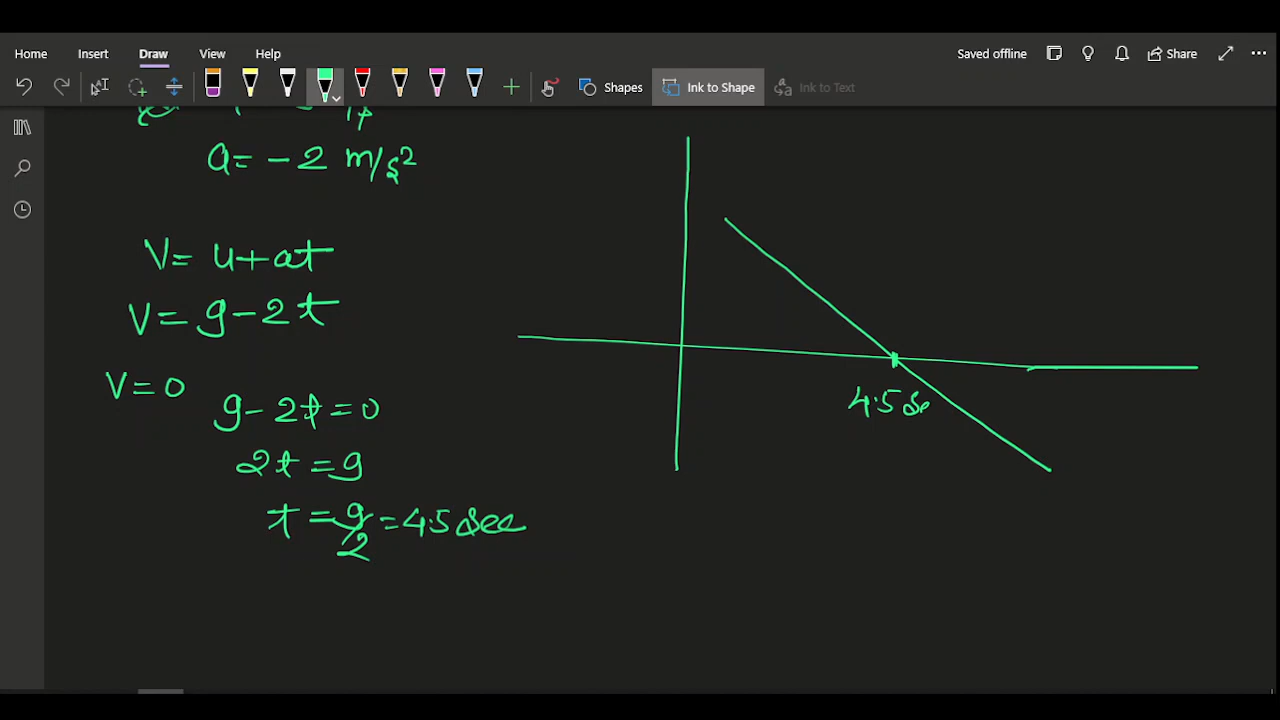 Home Insert Draw View Help Saved offline Share
Shapes Ink to Shape Ink to Text
a = -2 m/s²
V = u+at
V = 9-2t
V=0
9-2t=0
2t=9
t = 9/2 = 4.5 sec
4.5 se